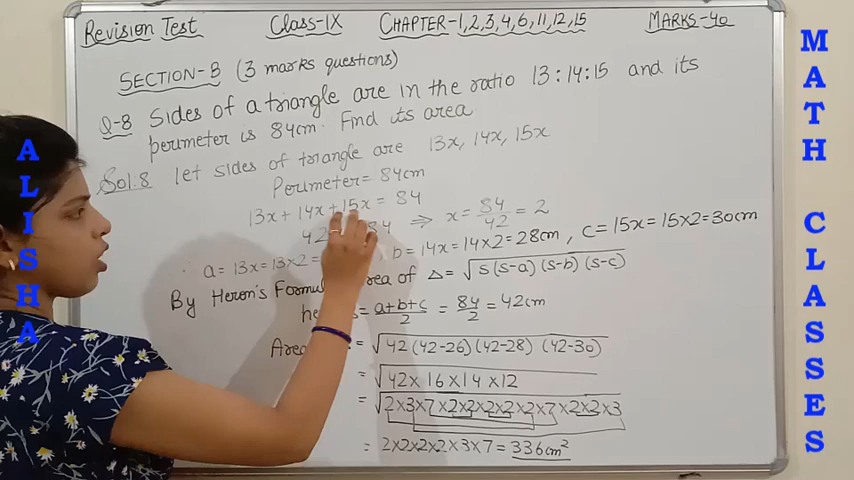 Revision Test Class-IX CHAPTER-1,2,3,4,6,11,12,15 MARKS-40
SECTION-B (3 marks questions)
Q-8 Sides of a triangle are in the ratio 13:14:15 and its
perimeter is 84cm. Find its area.
Sol.8 Let sides of triangle are 13x, 14x, 15x
Perimeter = 84cm
13x + 14x + 15x = 84
42 84 ⇒ x = 84/42 = 2
a = 13x = 13×2 = b = 14x = 14×2 = 28cm, c = 15x = 15×2 = 30cm
By Heron's Formula of Δ = √s(s-a)(s-b)(s-c)
= a+b+c/2 = 84/2 = 42cm
Area = √42(42-26)(42-28)(42-30)
= √42×16×14×12
= √2×3×7×2×2×2×2×2×7×2×2×3
= 2×2×2×2×3×7 = 336cm²
ALISHA
MATH CLASSES